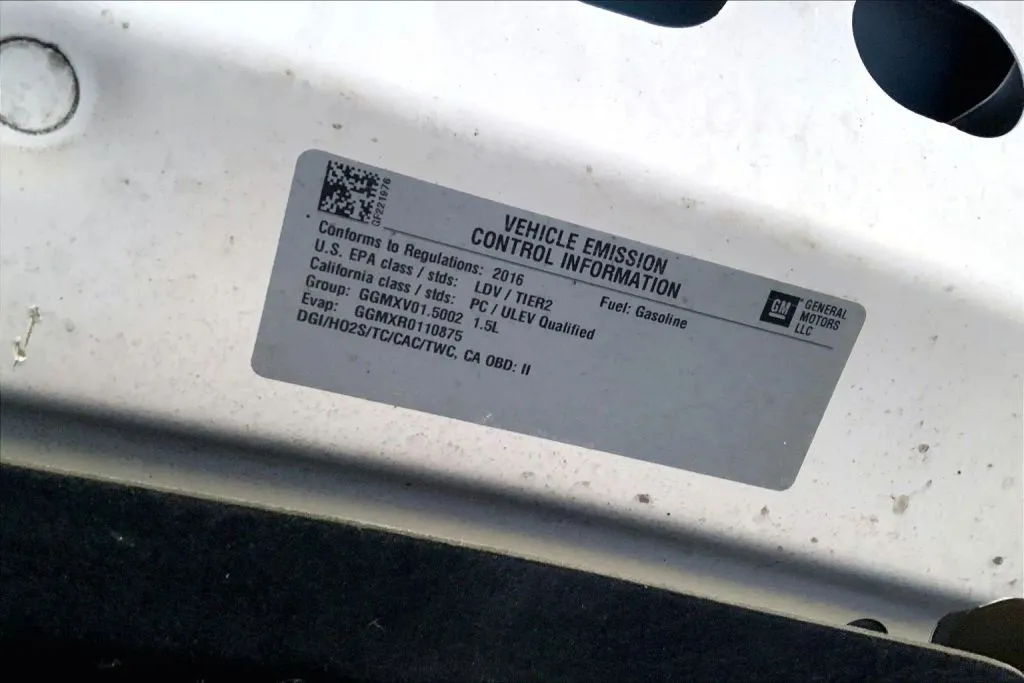 GP221976
VEHICLE EMISSION
CONTROL INFORMATION
GM
GENERAL
MOTORS
LLC
Conforms to Regulations: 2016
Fuel: Gasoline
U.S. EPA class / stds: LDV / TIER2
California class / stds: PC / ULEV Qualified
Group: GGMXV01.5002 1.5L
Evap: GGMXR0110875
DGI/HO2S/TC/CAC/TWC, CA OBD: II